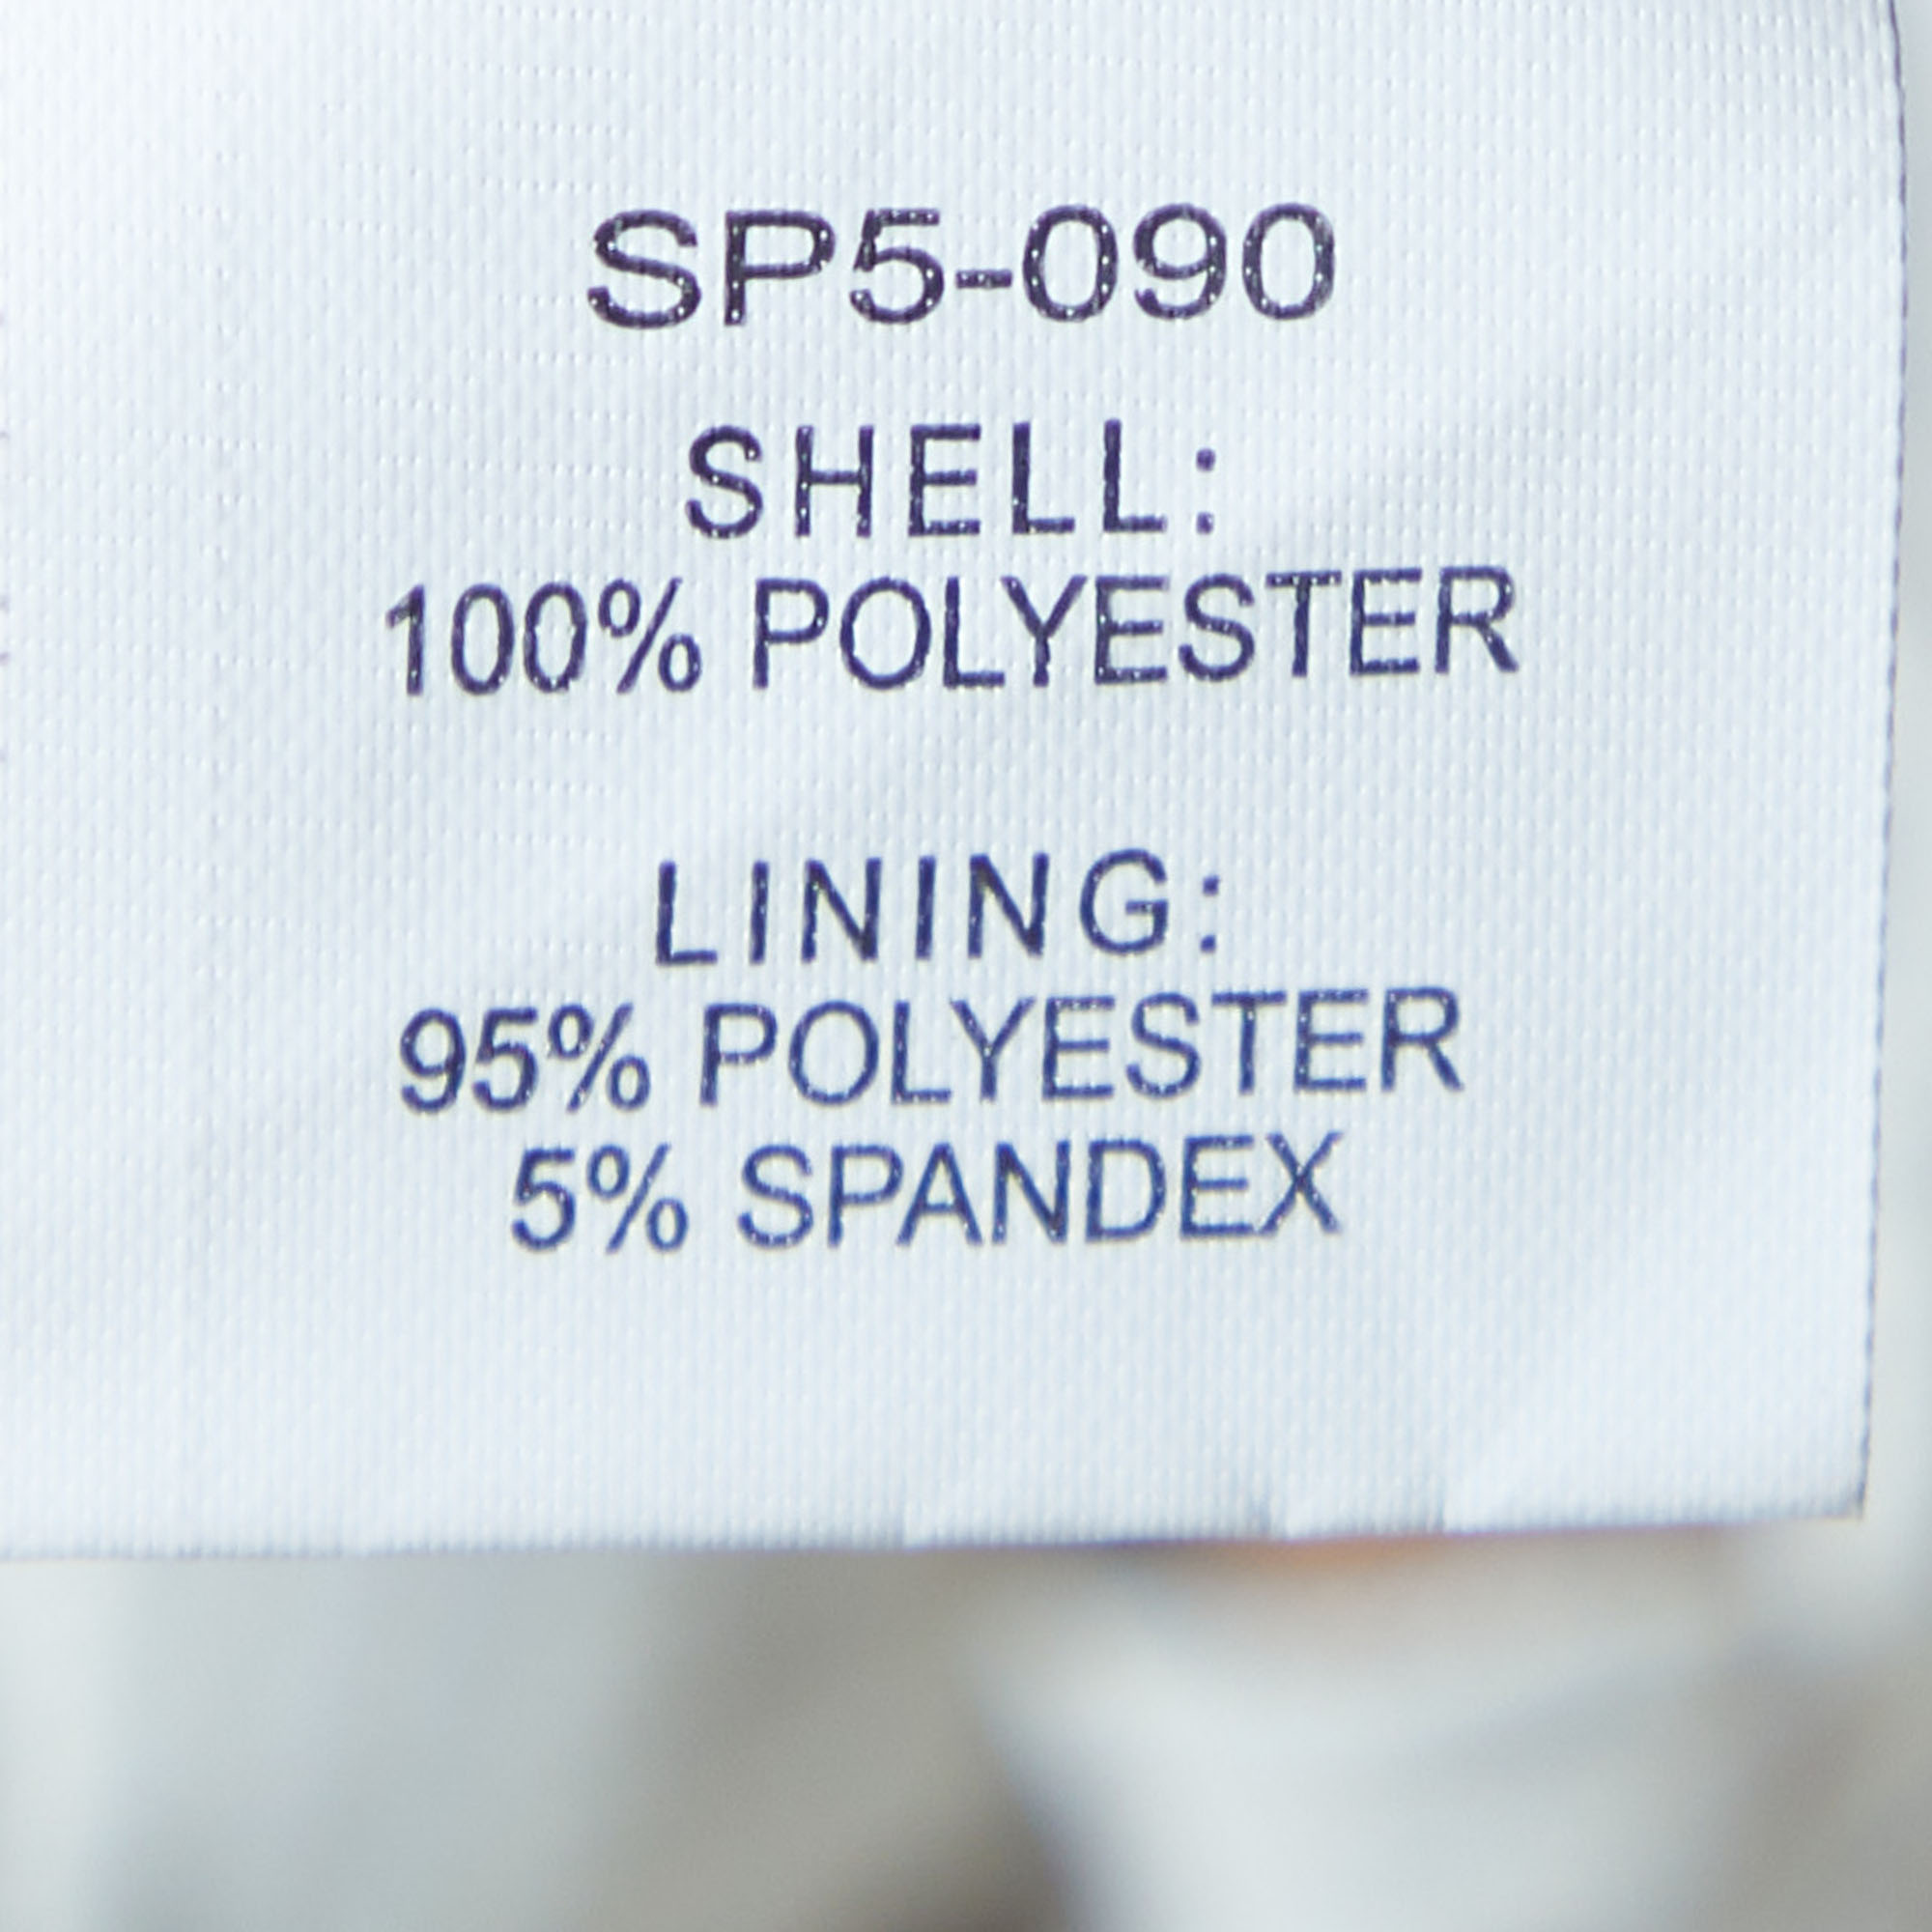 SP5-090
SHELL:
100% POLYESTER
LINING:
95% POLYESTER
5% SPANDEX